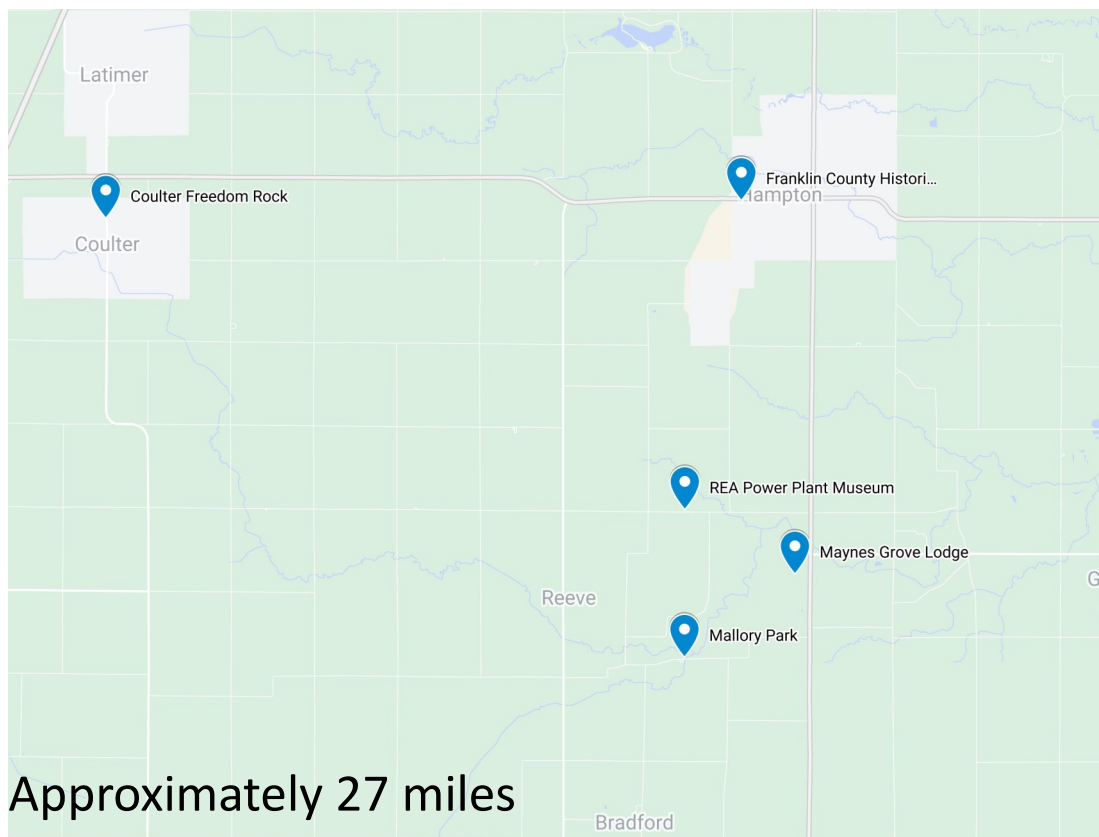 Latimer
Franklin County Histori...
Coulter Freedom Rock
Hampton
Coulter
REA Power Plant Museum
Maynes Grove Lodge
G
Reeve
Mallory Park
Approximately 27 miles
Bradford